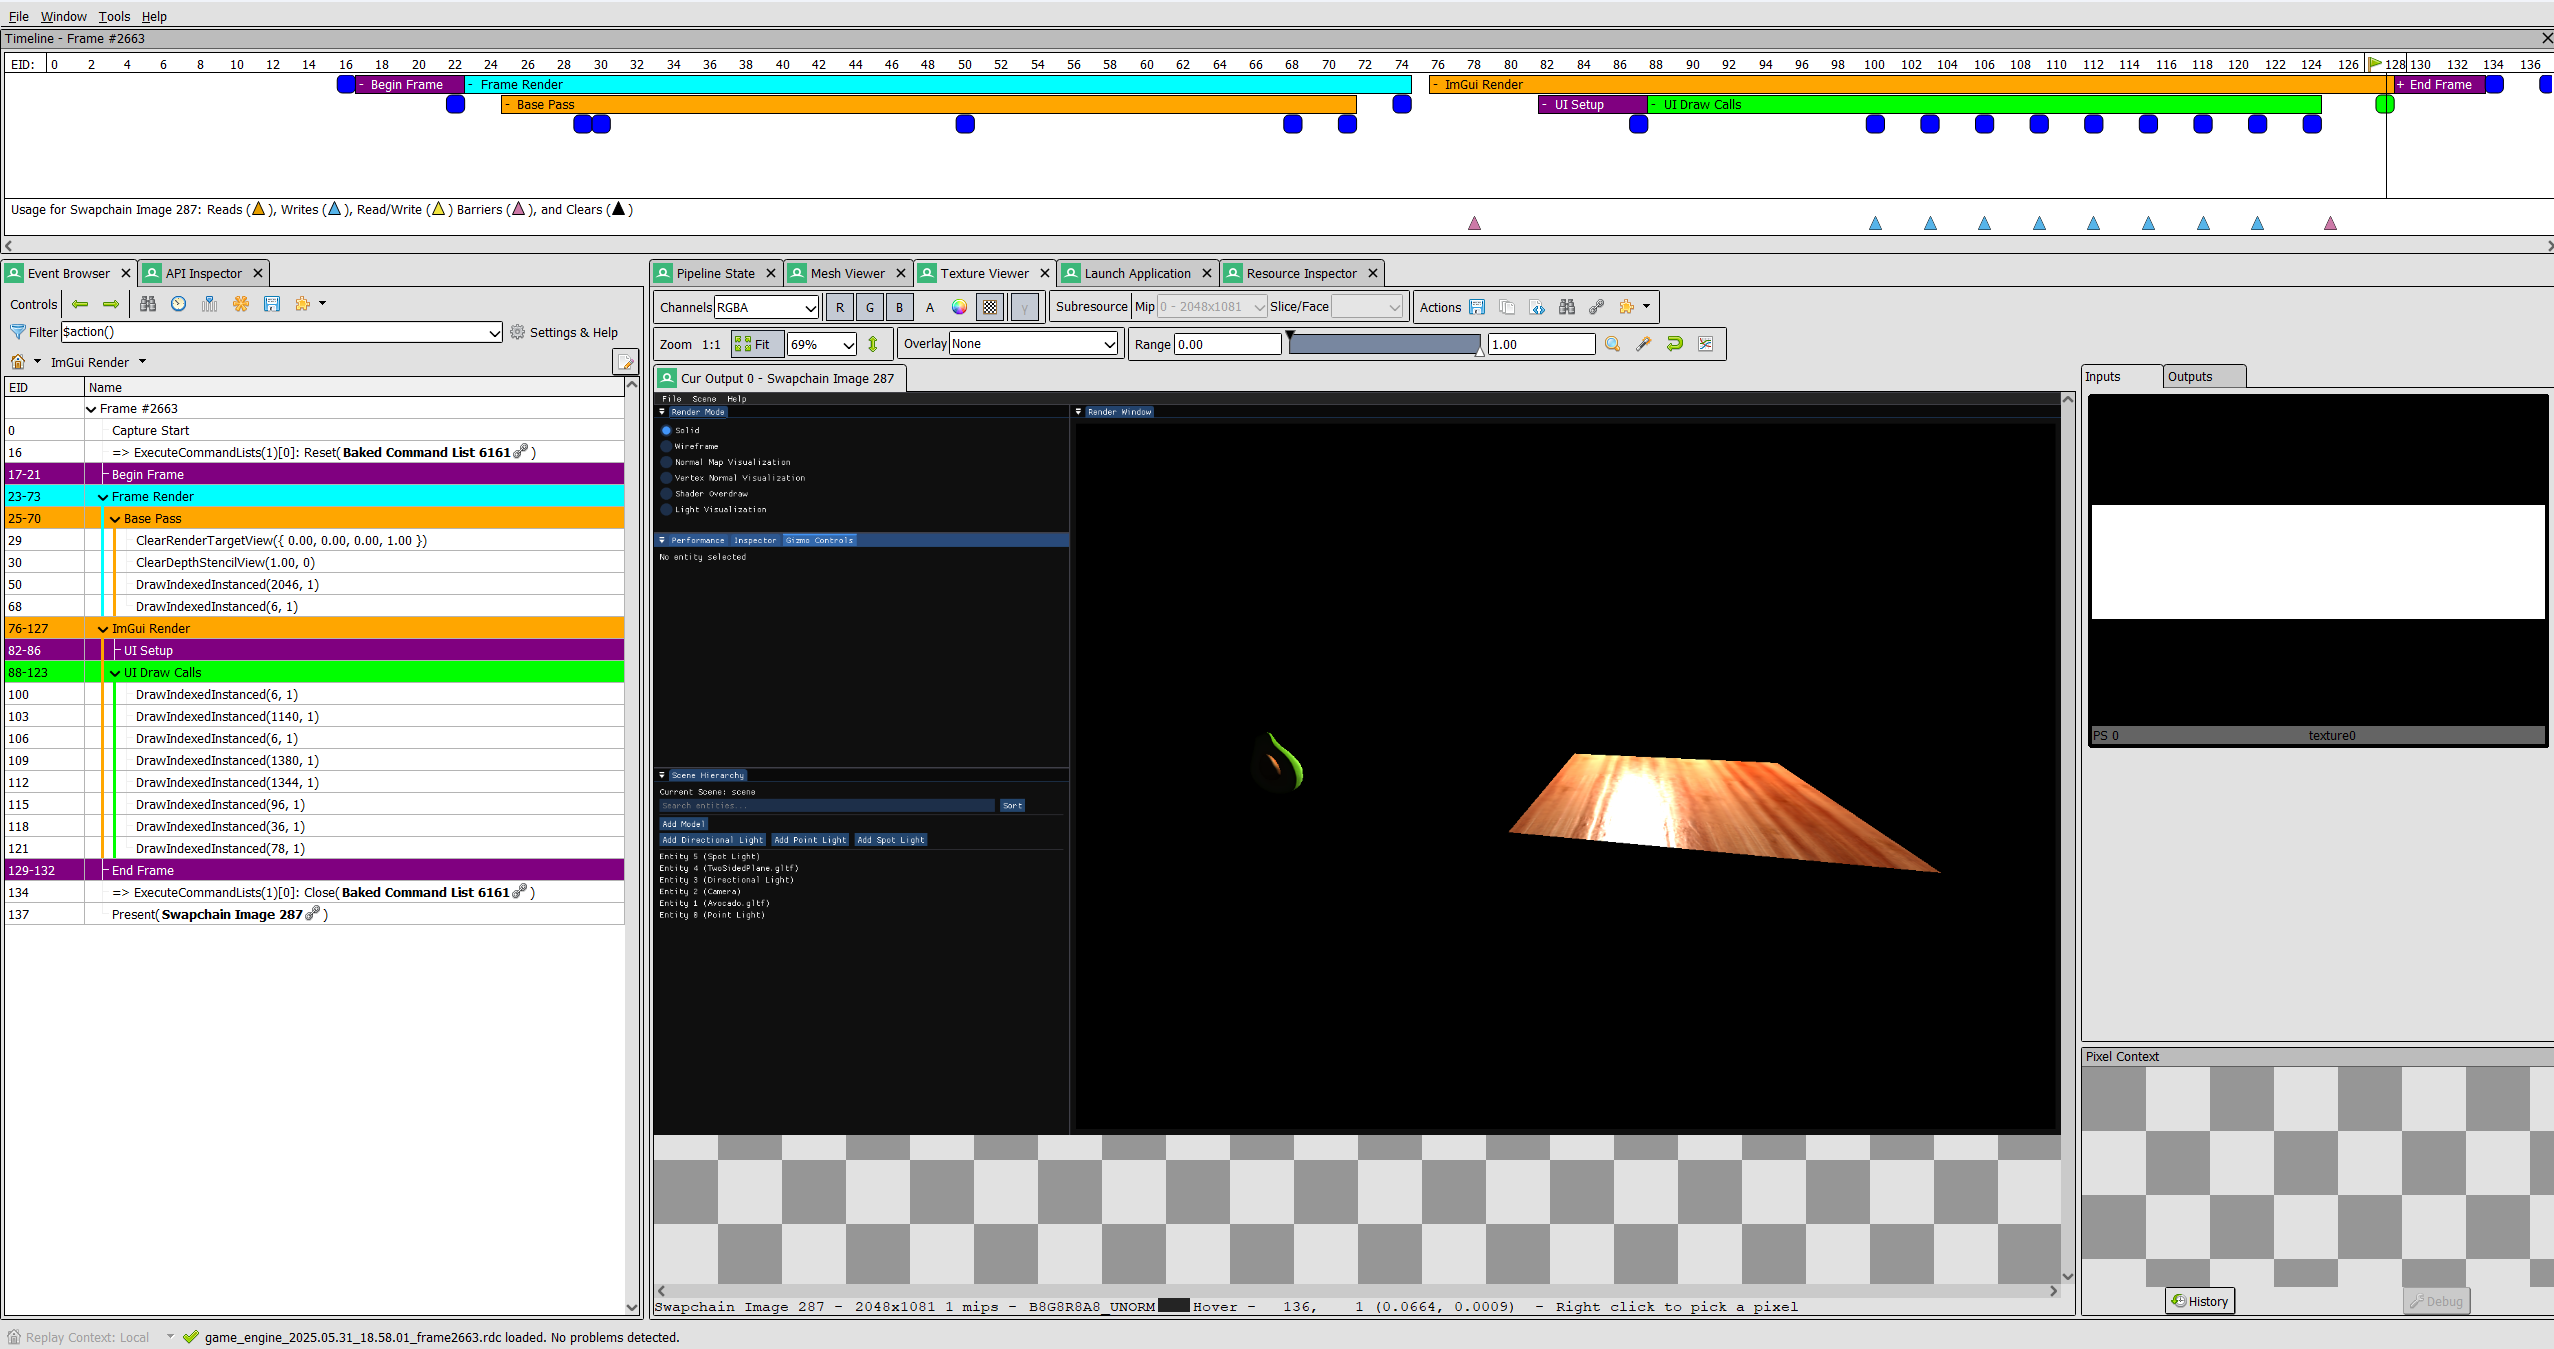 File Window Tools Help
Timeline - Frame #2663
EID: 0 2 4 6 8 10 12 14 16 18 20 22 24 26 28 30 32 34 36 38 40 42 44 46 48 50 52 54 56 58 60 62 64 66 68 70 72 74 76 78 80 82 84 86 88 90 92 94 96 98 100 102 104 106 108 110 112 114 116 118 120 122 124 126 128 130 132 134 136
- Begin Frame - Frame Render - ImGui Render + End Frame
- Base Pass - UI Setup - UI Draw Calls
Usage for Swapchain Image 287: Reads ( ), Writes ( ), Read/Write ( ) Barriers ( ), and Clears ( )
Event Browser API Inspector
Controls
Filter $action() Settings & Help
ImGui Render
EID Name
Frame #2663
0 Capture Start
16 => ExecuteCommandLists(1)[0]: Reset(Baked Command List 6161 )
17-21 Begin Frame
23-73 Frame Render
25-70 Base Pass
29 ClearRenderTargetView({ 0.00, 0.00, 0.00, 1.00 })
30 ClearDepthStencilView(1.00, 0)
50 DrawIndexedInstanced(2046, 1)
68 DrawIndexedInstanced(6, 1)
76-127 ImGui Render
82-86 UI Setup
88-123 UI Draw Calls
100 DrawIndexedInstanced(6, 1)
103 DrawIndexedInstanced(1140, 1)
106 DrawIndexedInstanced(6, 1)
109 DrawIndexedInstanced(1380, 1)
112 DrawIndexedInstanced(1344, 1)
115 DrawIndexedInstanced(96, 1)
118 DrawIndexedInstanced(36, 1)
121 DrawIndexedInstanced(78, 1)
129-132 End Frame
134 => ExecuteCommandLists(1)[0]: Close(Baked Command List 6161 )
137 Present(Swapchain Image 287 )
Pipeline State Mesh Viewer Texture Viewer Launch Application Resource Inspector
Channels RGBA R G B A γ Subresource Mip 0 - 2048x1081 Slice/Face Actions
Zoom 1:1 Fit 69% Overlay None Range 0.00 1.00
Cur Output 0 - Swapchain Image 287
File Scene Help
Render Mode Render Window
Solid
Wireframe
Normal Map Visualization
Vertex Normal Visualization
Shader Overdraw
Light Visualization
Performance Inspector Gizmo Controls
No entity selected
Scene Hierarchy
Current Scene: scene
Search entities... Sort
Add Model
Add Directional Light Add Point Light Add Spot Light
Entity 5 (Spot Light)
Entity 4 (TwoSidedPlane.gltf)
Entity 3 (Directional Light)
Entity 2 (Camera)
Entity 1 (Avocado.gltf)
Entity 0 (Point Light)
Swapchain Image 287 - 2048x1081 1 mips - B8G8R8A8_UNORM Hover - 136, 1 (0.0664, 0.0009) - Right click to pick a pixel
Inputs Outputs
PS 0 texture0
Pixel Context
History Debug
Replay Context: Local game_engine_2025.05.31_18.58.01_frame2663.rdc loaded. No problems detected.